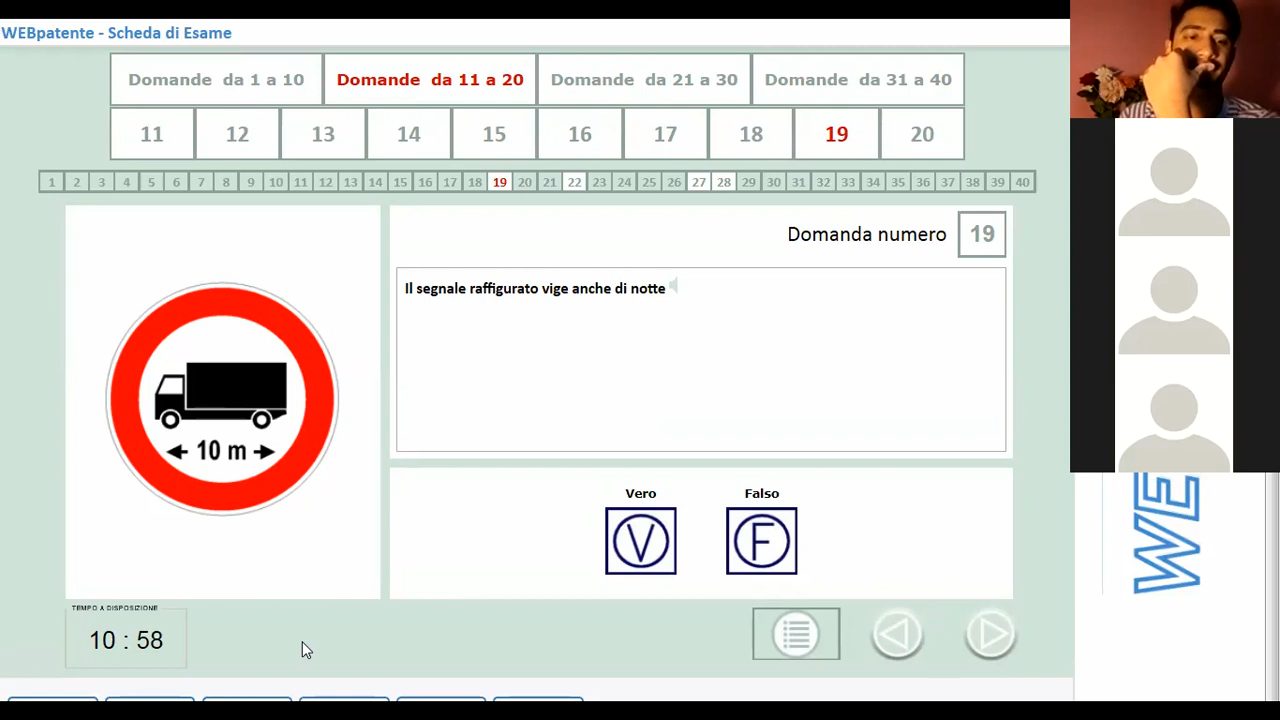 WEBpatente - Scheda di Esame
Domande da 1 a 10
Domande da 11 a 20
Domande da 21 a 30
Domande da 31 a 40
11 12 13 14 15 16 17 18 19 20
1 2 3 4 5 6 7 8 9 10 11 12 13 14 15 16 17 18 19 20 21 22 23 24 25 26 27 28 29 30 31 32 33 34 35 36 37 38 39 40
Domanda numero 19
Il segnale raffigurato vige anche di notte
10 m
Vero
Falso
V
F
TEMPO A DISPOSIZIONE
10 : 58
WE